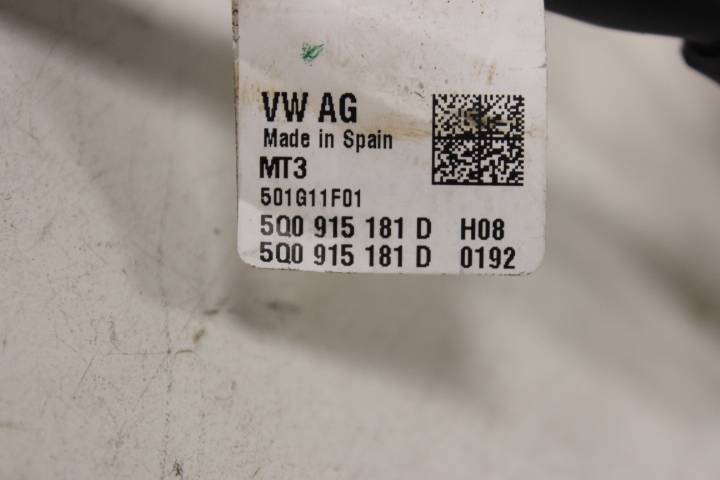 VW AG
Made in Spain
MT3
501G11F01
5Q0 915 181 D H08
5Q0 915 181 D 0192